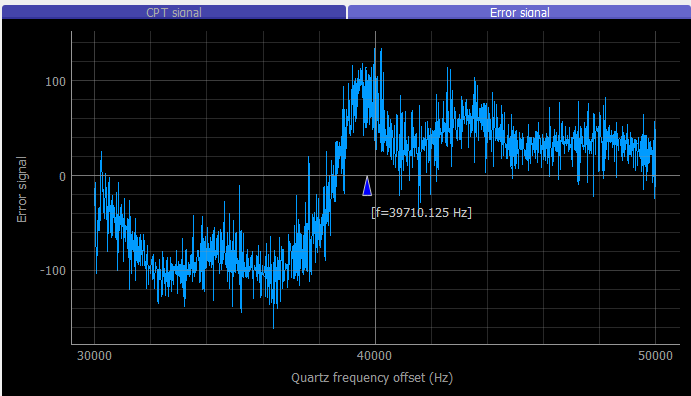 CPT signal
Error signal
100
0
-100
Error signal
[f=39710.125 Hz]
30000
40000
50000
Quartz frequency offset (Hz)